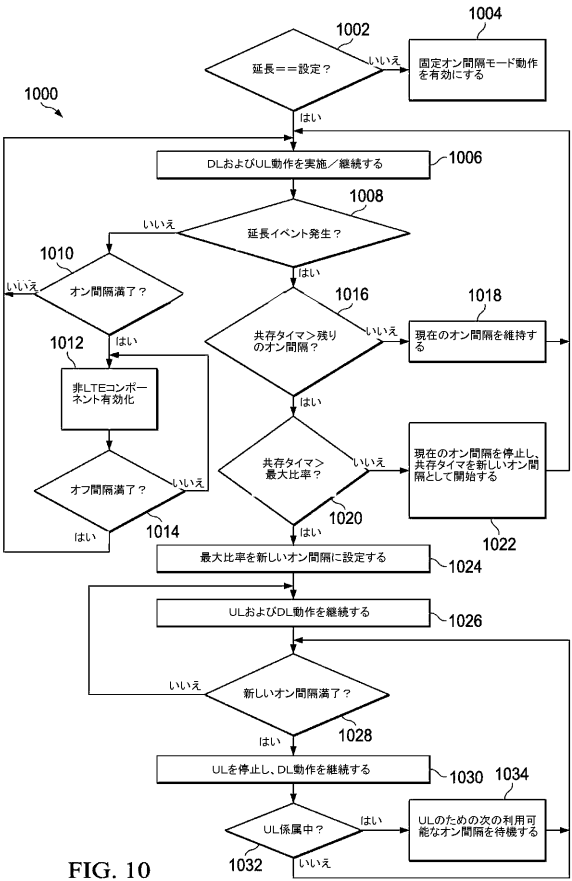 1002
延長==設定？
いいえ
1004
固定オン間隔モード動作
を有効にする
1000
はい
DLおよびUL動作を実施／継続する
1006
1008
延長イベント発生？
いいえ
はい
1010
オン間隔満了？
いいえ
はい
1012
非LTEコンポー
ネント有効化
オフ間隔満了？
いいえ
1014
はい
1016
共存タイマ＞残り
のオン間隔？
いいえ
1018
現在のオン間隔を維持す
る
はい
共存タイマ＞
最大比率？
いいえ
1020
現在のオン間隔を停止し、
共存タイマを新しいオン間
隔として開始する
1022
はい
最大比率を新しいオン間隔に設定する
1024
ULおよびDL動作を継続する
1026
新しいオン間隔満了？
いいえ
1028
はい
ULを停止し、DL動作を継続する
1030
UL係属中？
はい
1032
いいえ
1034
ULのための次の利用可
能なオン間隔を待機する
FIG. 10